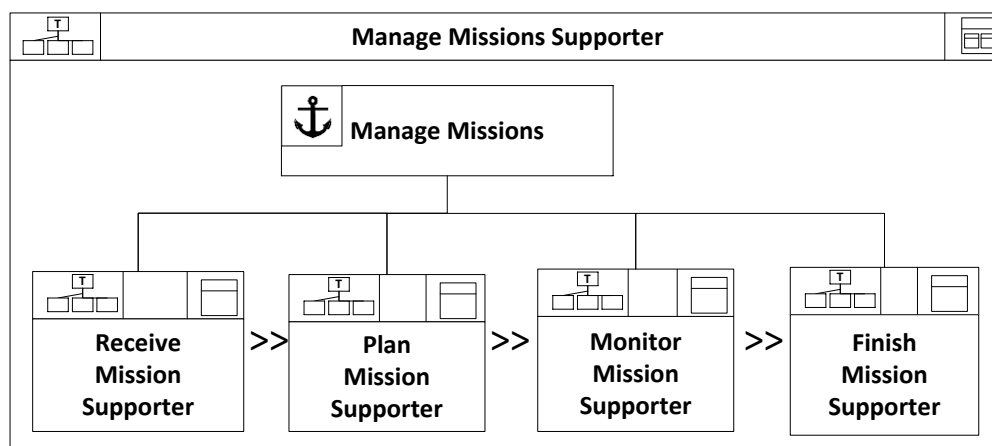 T
Manage Missions Supporter
Manage Missions
T
T
T
T
Receive
Mission
Supporter
>>
Plan
Mission
Supporter
>>
Monitor
Mission
Supporter
>>
Finish
Mission
Supporter